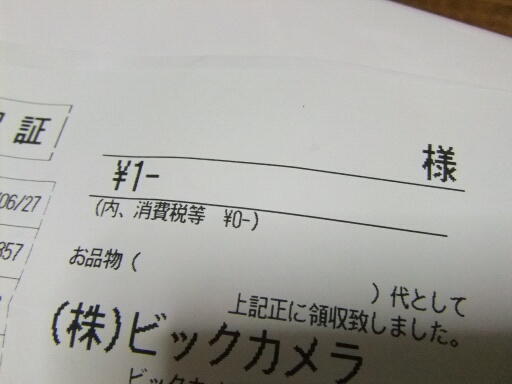 証
様
¥1-
(内、消費税等 ¥0-)
06/27
857
お品物(
)代として
上記正に領収致しました。
(株)ビックカメラ